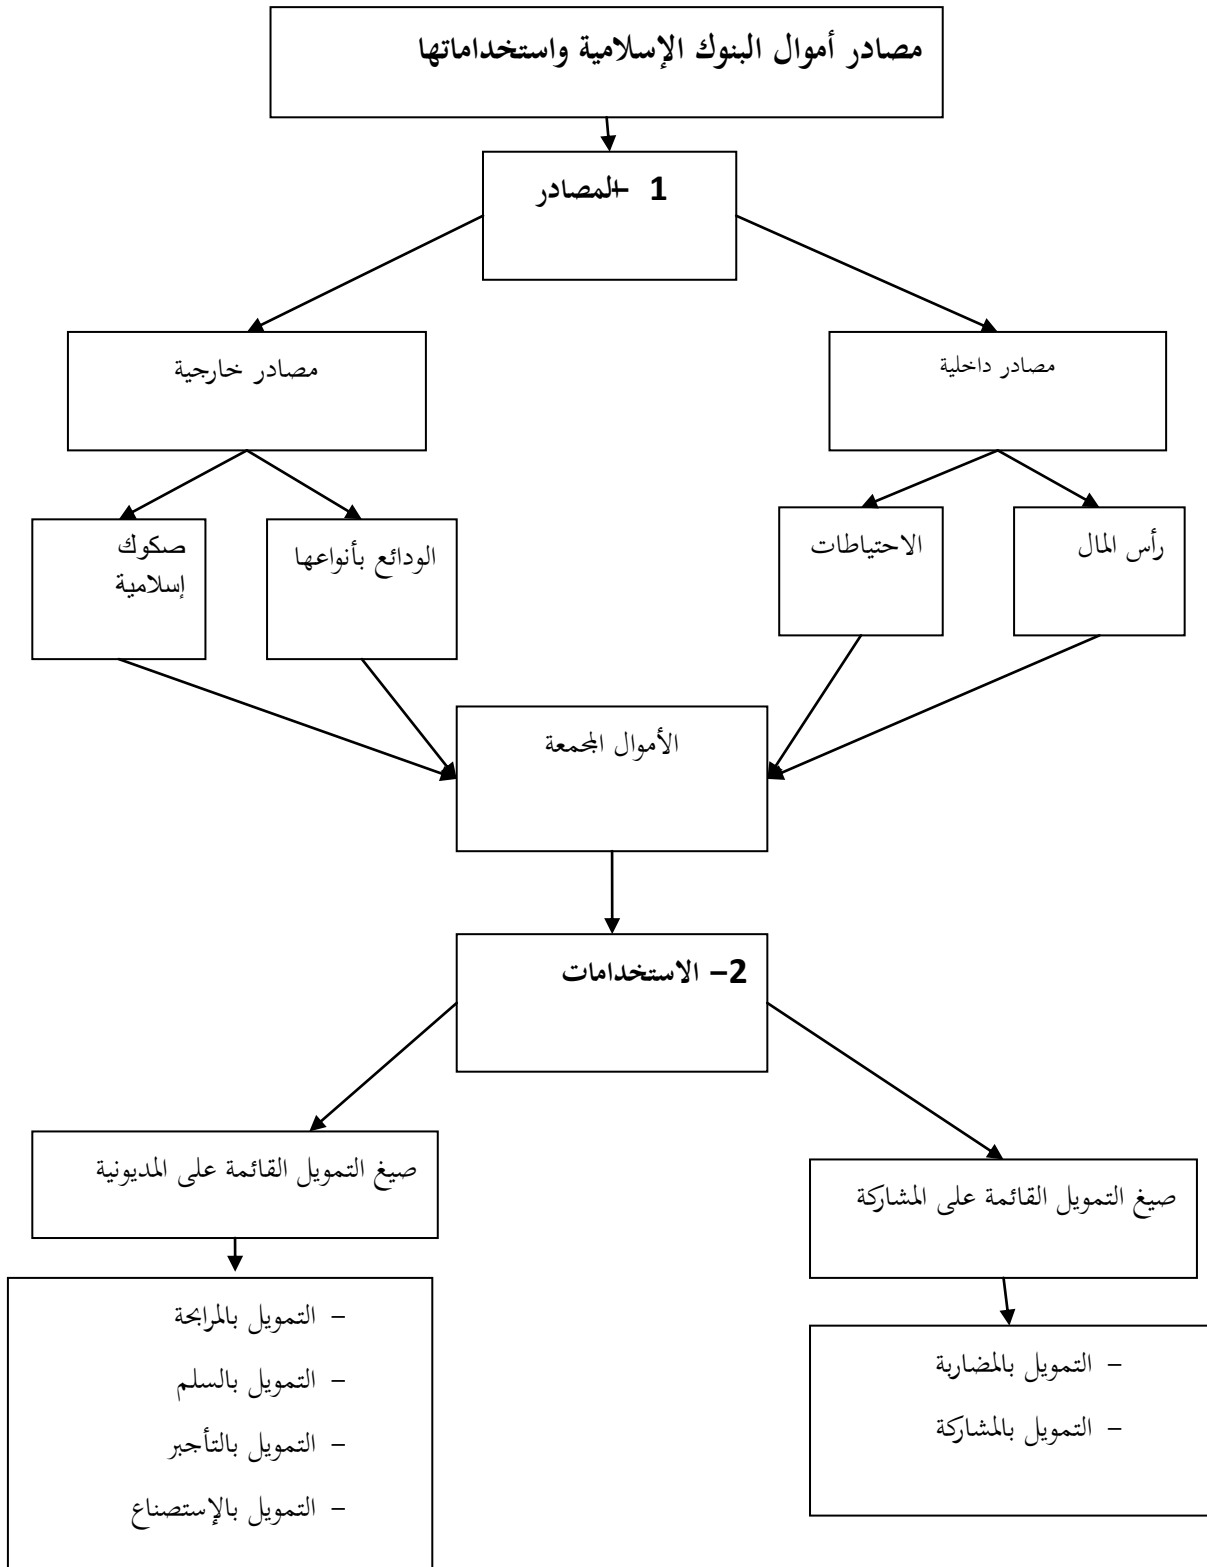 مصادر أموال البنوك الإسلامية واستخداماتها
1 -المصادر
مصادر داخلية
مصادر خارجية
رأس المال
الاحتياطات
الودائع بأنواعها
صكوك
إسلامية
الأموال المجمعة
2- الاستخدامات
صيغ التمويل القائمة على المشاركة
صيغ التمويل القائمة على المديونية
- التمويل بالمضاربة
- التمويل بالمشاركة
- التمويل بالمرابحة
- التمويل بالسلم
- التمويل بالتأجير
- التمويل بالإستصناع